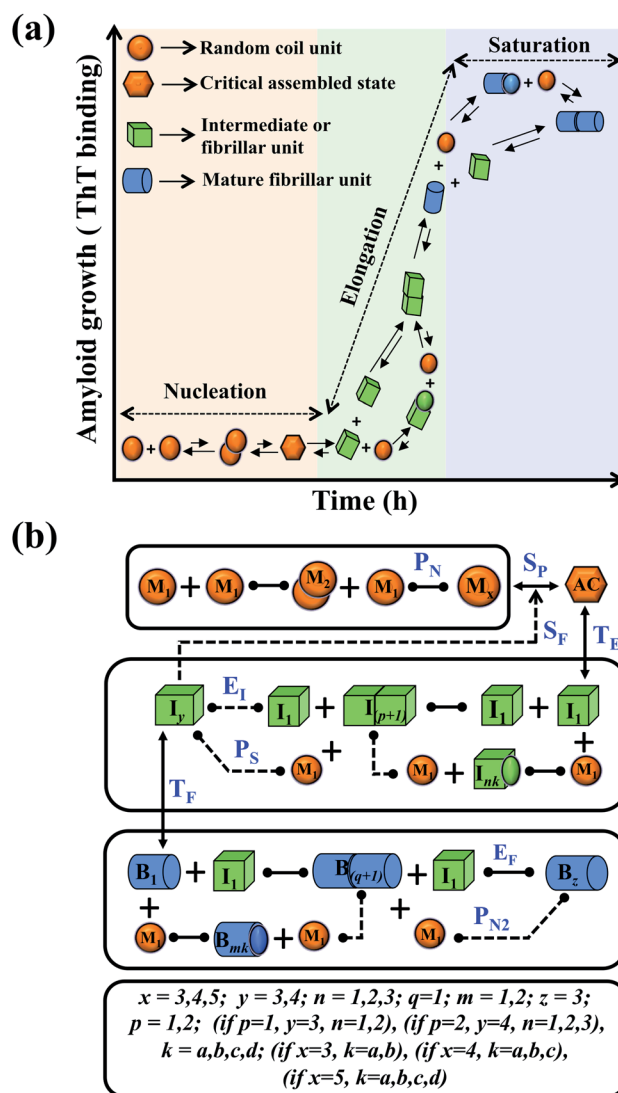 (a)
Random coil unit
Critical assembled state
Intermediate or
fibrillar unit
Mature fibrillar unit
Saturation
Elongation
Nucleation
+ + + + + + +
Amyloid growth ( ThT binding)
Time (h)
(b)
M1 + M1 M2 + M1 PN Mx SP AC
SF TE
Iy EI I1 + I(p+1) I1 + I1
PS M1 + M1 + Ink + M1
TF
B1 + I1 B(q+1) + I1 EF Bz
+ +
M1 Bmk + M1 M1 PN2
x = 3,4,5; y = 3,4; n = 1,2,3; q=1; m = 1,2; z = 3;
p = 1,2; (if p=1, y=3, n=1,2), (if p=2, y=4, n=1,2,3),
k = a,b,c,d; (if x=3, k=a,b), (if x=4, k=a,b,c),
(if x=5, k=a,b,c,d)